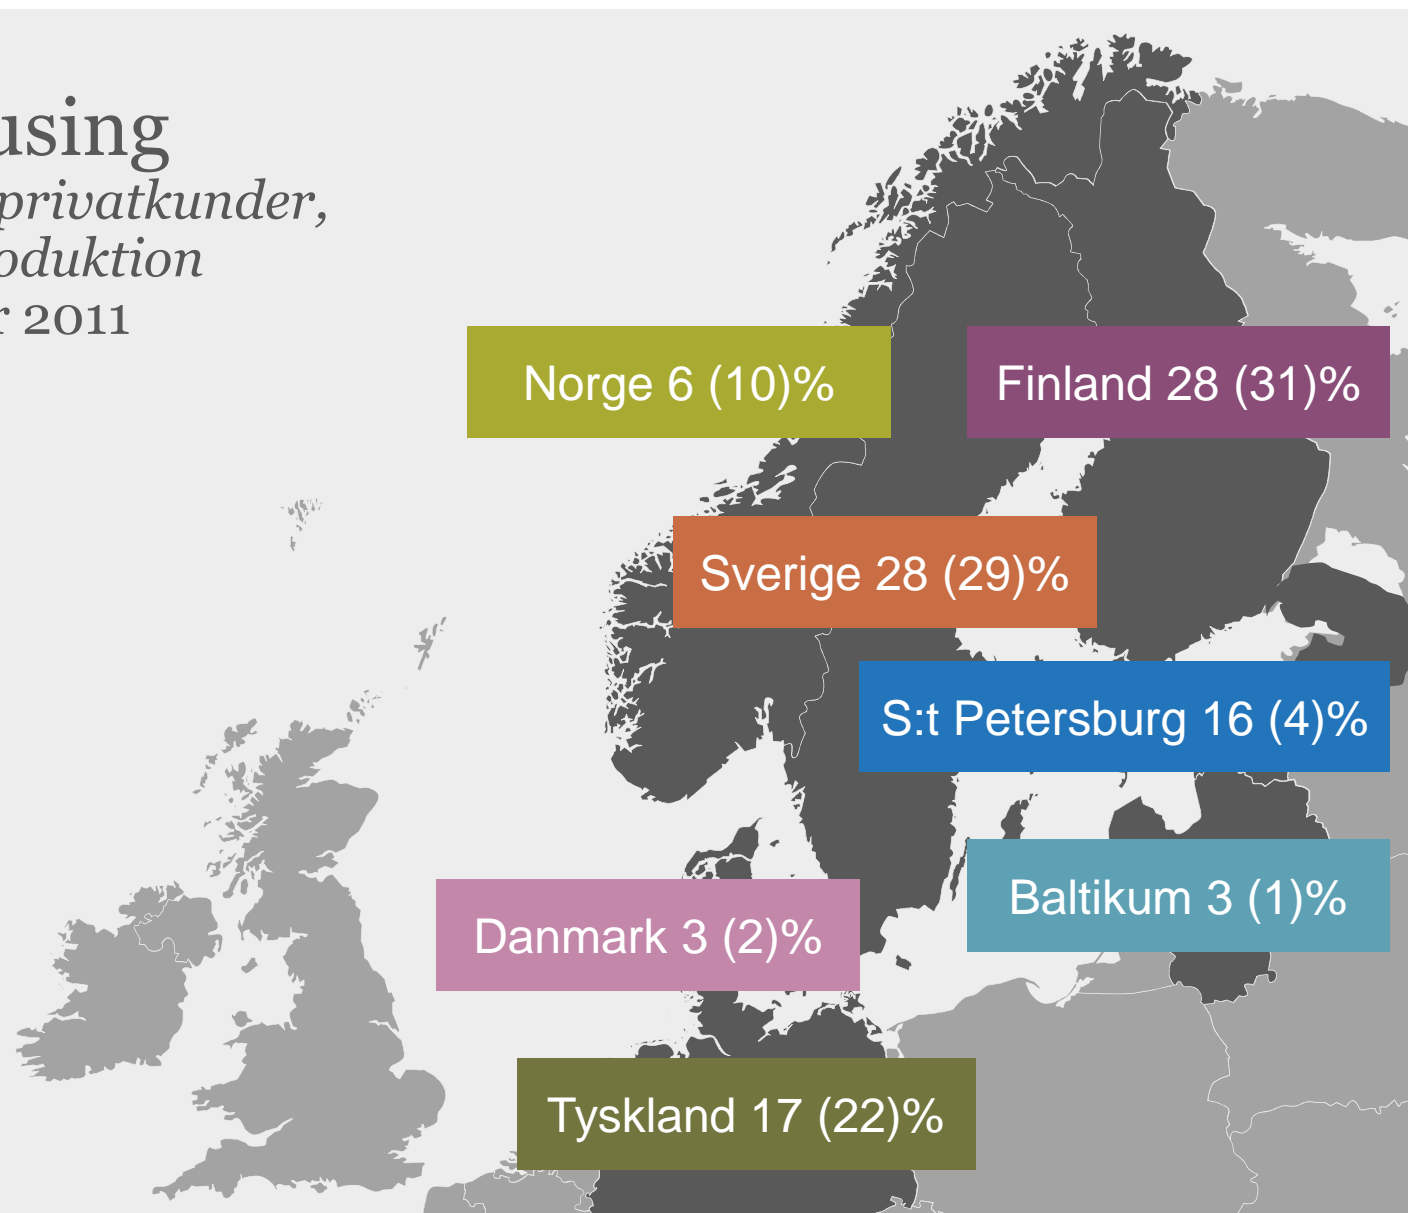 using
privatkunder,
oduktion
r 2011
Norge 6 (10)%
Finland 28 (31)%
Sverige 28 (29)%
S:t Petersburg 16 (4)%
Baltikum 3 (1)%
Danmark 3 (2)%
Tyskland 17 (22)%